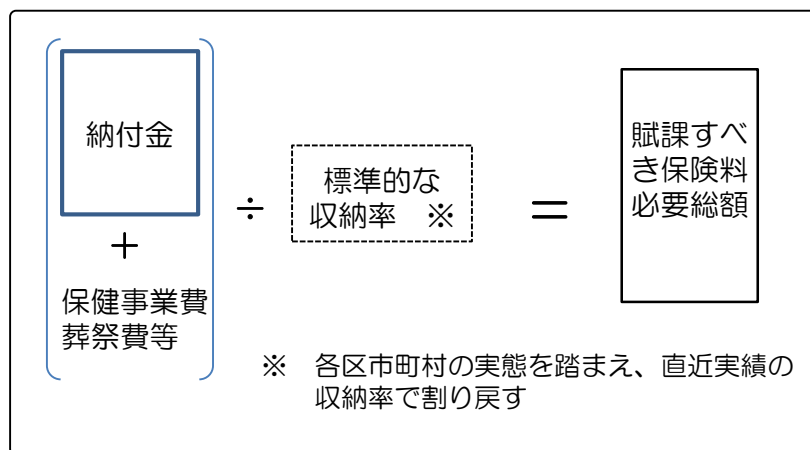 納付金
＋
保健事業費
葬祭費等
÷
標準的な
収納率　※
＝
賦課すべ
き保険料
必要総額
※　各区市町村の実態を踏まえ、直近実績の
収納率で割り戻す